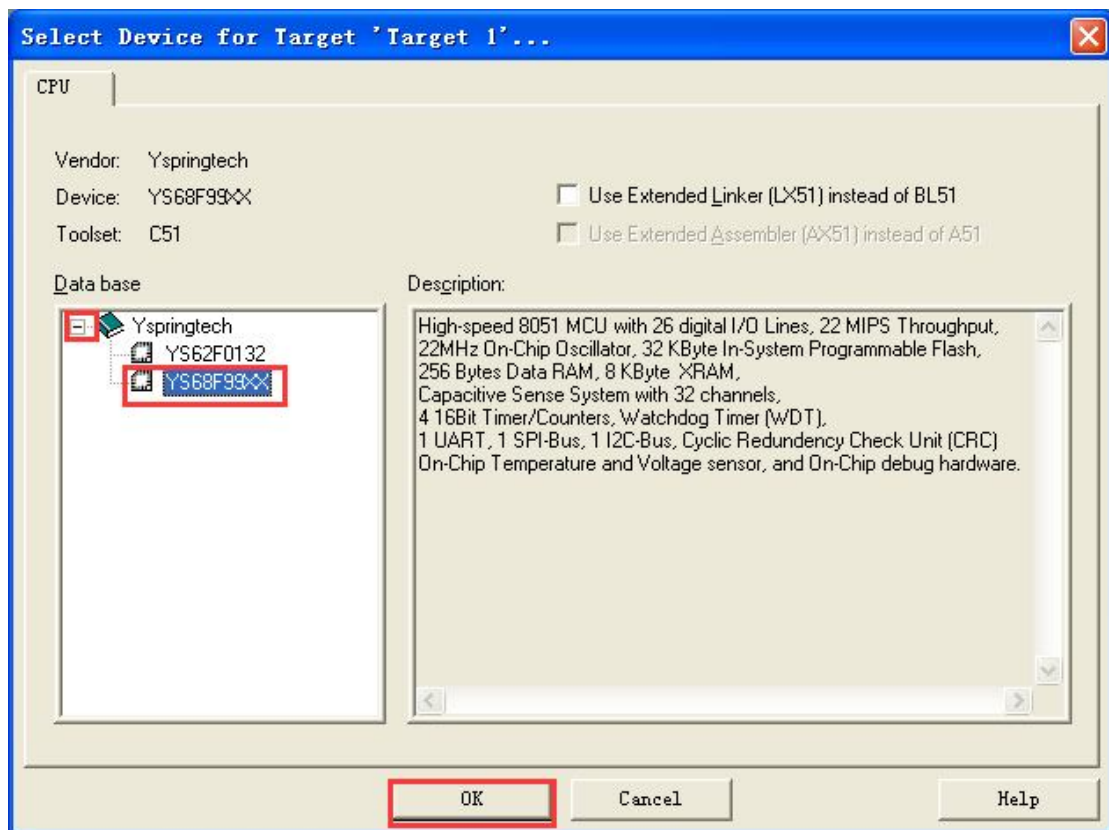 Select Device for Target 'Target 1'...
CPU
Vendor: Yspringtech
Device: YS68F99XX
Use Extended Linker (LX51) instead of BL51
Toolset: C51
Use Extended Assembler (AX51) instead of A51
Data base
Description:
Yspringtech
YS62F0132
YS68F99XX
High-speed 8051 MCU with 26 digital I/O Lines, 22 MIPS Throughput,
22MHz On-Chip Oscillator, 32 KByte In-System Programmable Flash,
256 Bytes Data RAM, 8 KByte XRAM,
Capacitive Sense System with 32 channels,
4 16Bit Timer/Counters, Watchdog Timer (WDT),
1 UART, 1 SPI-Bus, 1 I2C-Bus, Cyclic Redundency Check Unit (CRC)
On-Chip Temperature and Voltage sensor, and On-Chip debug hardware.
OK
Cancel
Help